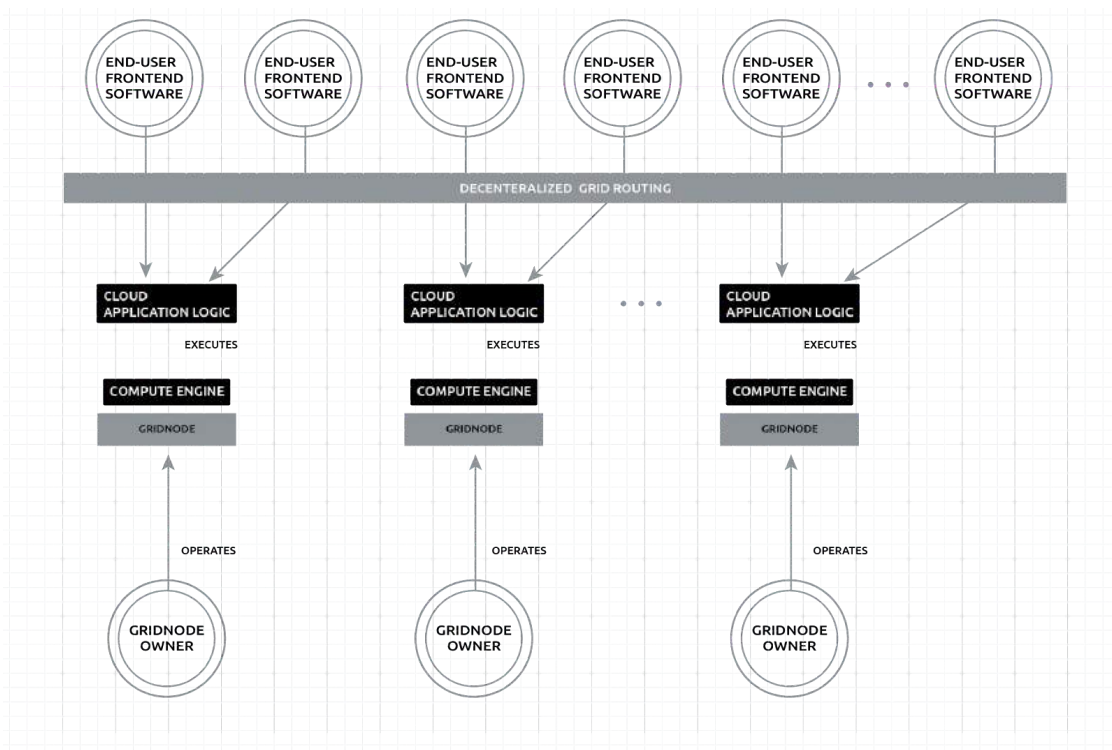 END-USER
FRONTEND
SOFTWARE
END-USER
FRONTEND
SOFTWARE
END-USER
FRONTEND
SOFTWARE
END-USER
FRONTEND
SOFTWARE
END-USER
FRONTEND
SOFTWARE
END-USER
FRONTEND
SOFTWARE
DECENTERALIZED GRID ROUTING
CLOUD
APPLICATION LOGIC
CLOUD
APPLICATION LOGIC
CLOUD
APPLICATION LOGIC
EXECUTES
EXECUTES
EXECUTES
COMPUTE ENGINE
COMPUTE ENGINE
COMPUTE ENGINE
GRIDNODE
GRIDNODE
GRIDNODE
OPERATES
OPERATES
OPERATES
GRIDNODE
OWNER
GRIDNODE
OWNER
GRIDNODE
OWNER